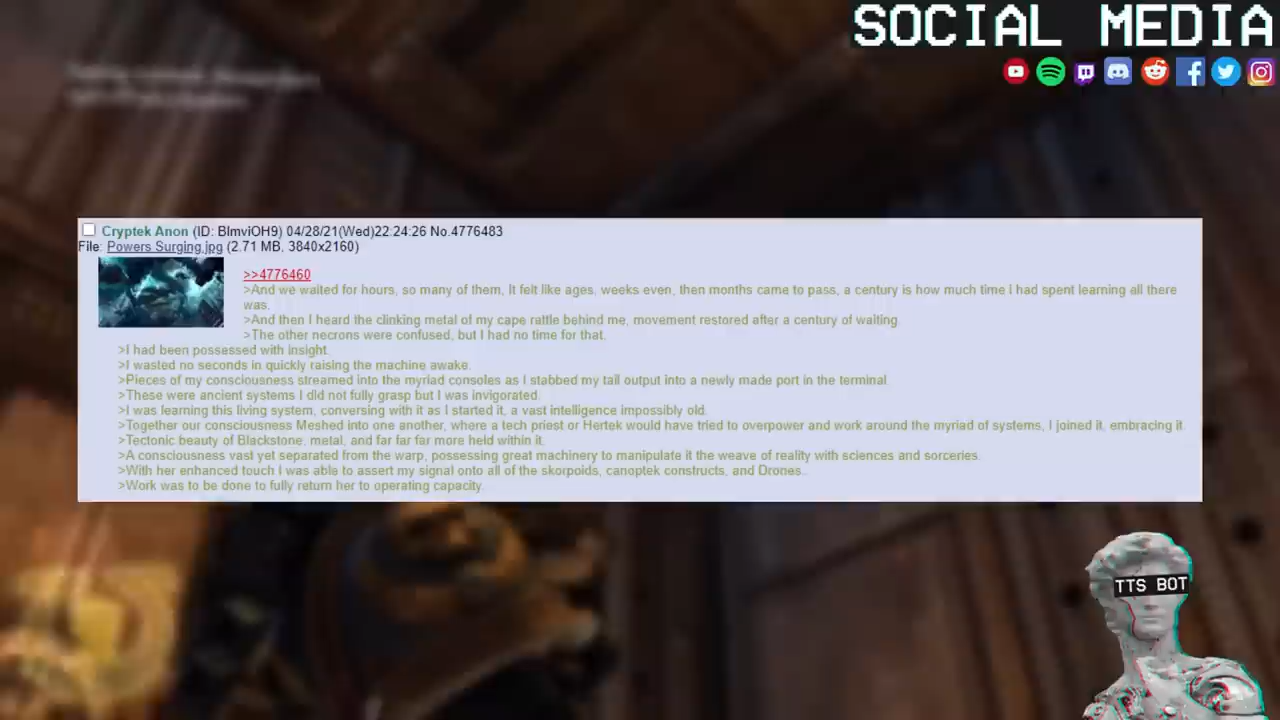 SOCIAL MEDIA
Cryptek Anon (ID: BImviOH9) 04/28/21(Wed)22:24:26 No.4776483
File: Powers Surging.jpg (2.71 MB, 3840x2160)
>>4776460
>And we waited for hours, so many of them, It felt like ages, weeks even, then months came to pass, a century is how much time I had spent learning all there
was.
>And then I heard the clinking metal of my cape rattle behind me, movement restored after a century of waiting.
>The other necrons were confused, but I had no time for that.
>I had been possessed with insight.
>I wasted no seconds in quickly raising the machine awake.
>Pieces of my consciousness streamed into the myriad consoles as I stabbed my tail output into a newly made port in the terminal.
>These were ancient systems I did not fully grasp but I was invigorated.
>I was learning this living system, conversing with it as I started it, a vast intelligence impossibly old.
>Together our consciousness Meshed into one another, where a tech priest or Hertek would have tried to overpower and work around the myriad of systems, I joined it, embracing it.
>Tectonic beauty of Blackstone, metal, and far far far more held within it.
>A consciousness vast yet separated from the warp, possessing great machinery to manipulate it the weave of reality with sciences and sorceries.
>With her enhanced touch I was able to assert my signal onto all of the skorpoids, canoptek constructs, and Drones.
>Work was to be done to fully return her to operating capacity.
TTS BOT